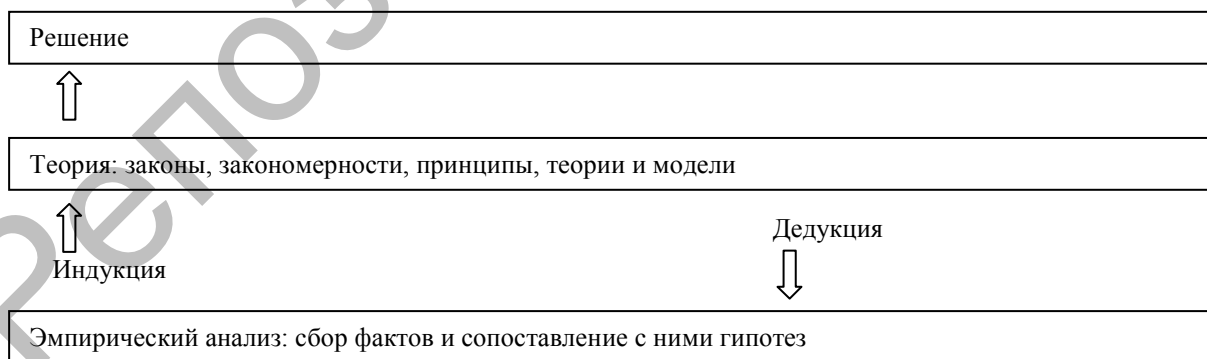 Решение
Теория: законы, закономерности, принципы, теории и модели
Дедукция
Индукция
Эмпирический анализ: сбор фактов и сопоставление с ними гипотез